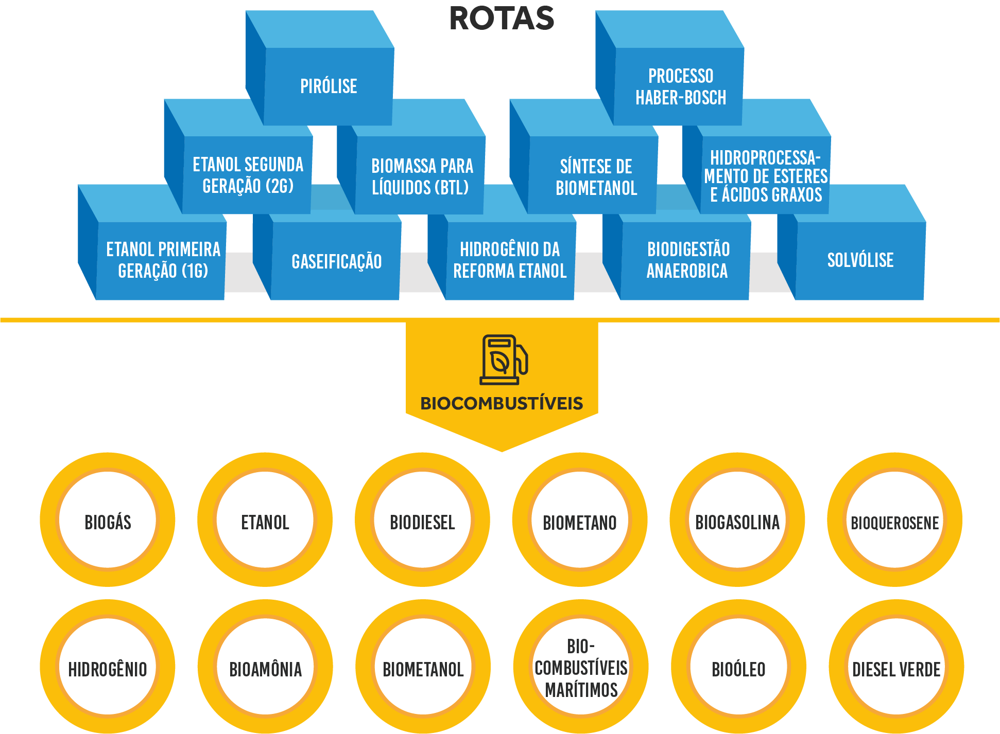 ROTAS
PIRÓLISE
PROCESSO
HABER-BOSCH
ETANOL SEGUNDA
GERAÇÃO (2G)
BIOMASSA PARA
LÍQUIDOS (BTL)
SÍNTESE DE
BIOMETANOL
HIDROPROCESSA-
MENTO DE ESTERES
E ÁCIDOS GRAXOS
ETANOL PRIMEIRA
GERAÇÃO (1G)
GASEIFICAÇÃO
HIDROGÊNIO DA
REFORMA ETANOL
BIODIGESTÃO
ANAEROBICA
SOLVÓLISE
BIOCOMBUSTÍVEIS
BIOGÁS
ETANOL
BIODIESEL
BIOMETANO
BIOGASOLINA
BIOQUEROSENE
HIDROGÊNIO
BIOAMÔNIA
BIOMETANOL
BIO-
COMBUSTÍVEIS
MARÍTIMOS
BIOÓLEO
DIESEL VERDE